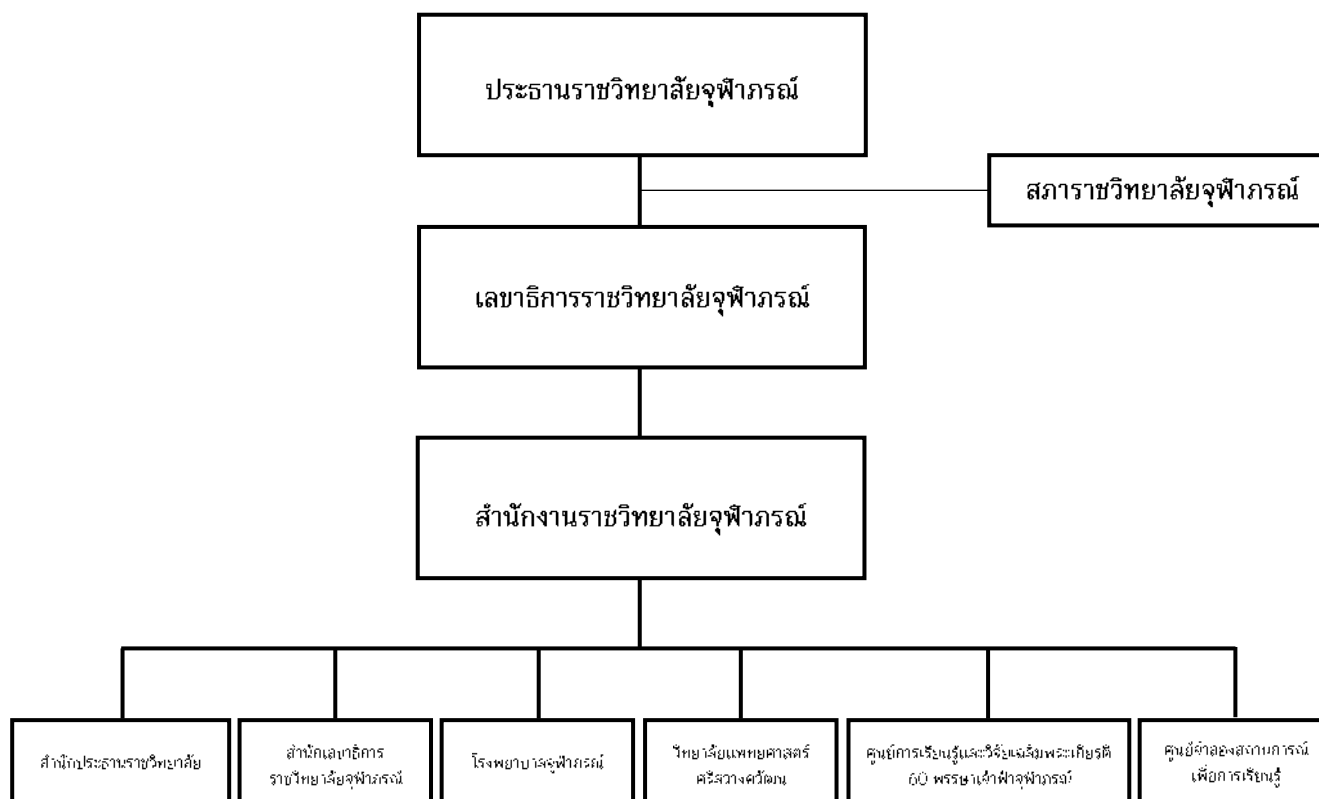 ประธานราชวิทยาลัยจุฬาภรณ์
สภาราชวิทยาลัยจุฬาภรณ์
เลขาธิการราชวิทยาลัยจุฬาภรณ์
สำนักงานราชวิทยาลัยจุฬาภรณ์
สำนักประธานราชวิทยาลัย
สำนักเลขาธิการ
ราชวิทยาลัยจุฬาภรณ์
โรงพยาบาลจุฬาภรณ์
วิทยาลัยแพทยศาสตร์
ศรีสวางควัฒน
ศูนย์การเรียนรู้และวิจัยเฉลิมพระเกียรติ
60 พรรษาเจ้าฟ้าจุฬาภรณ์
ศูนย์จำลองสถานการณ์
เพื่อการเรียนรู้